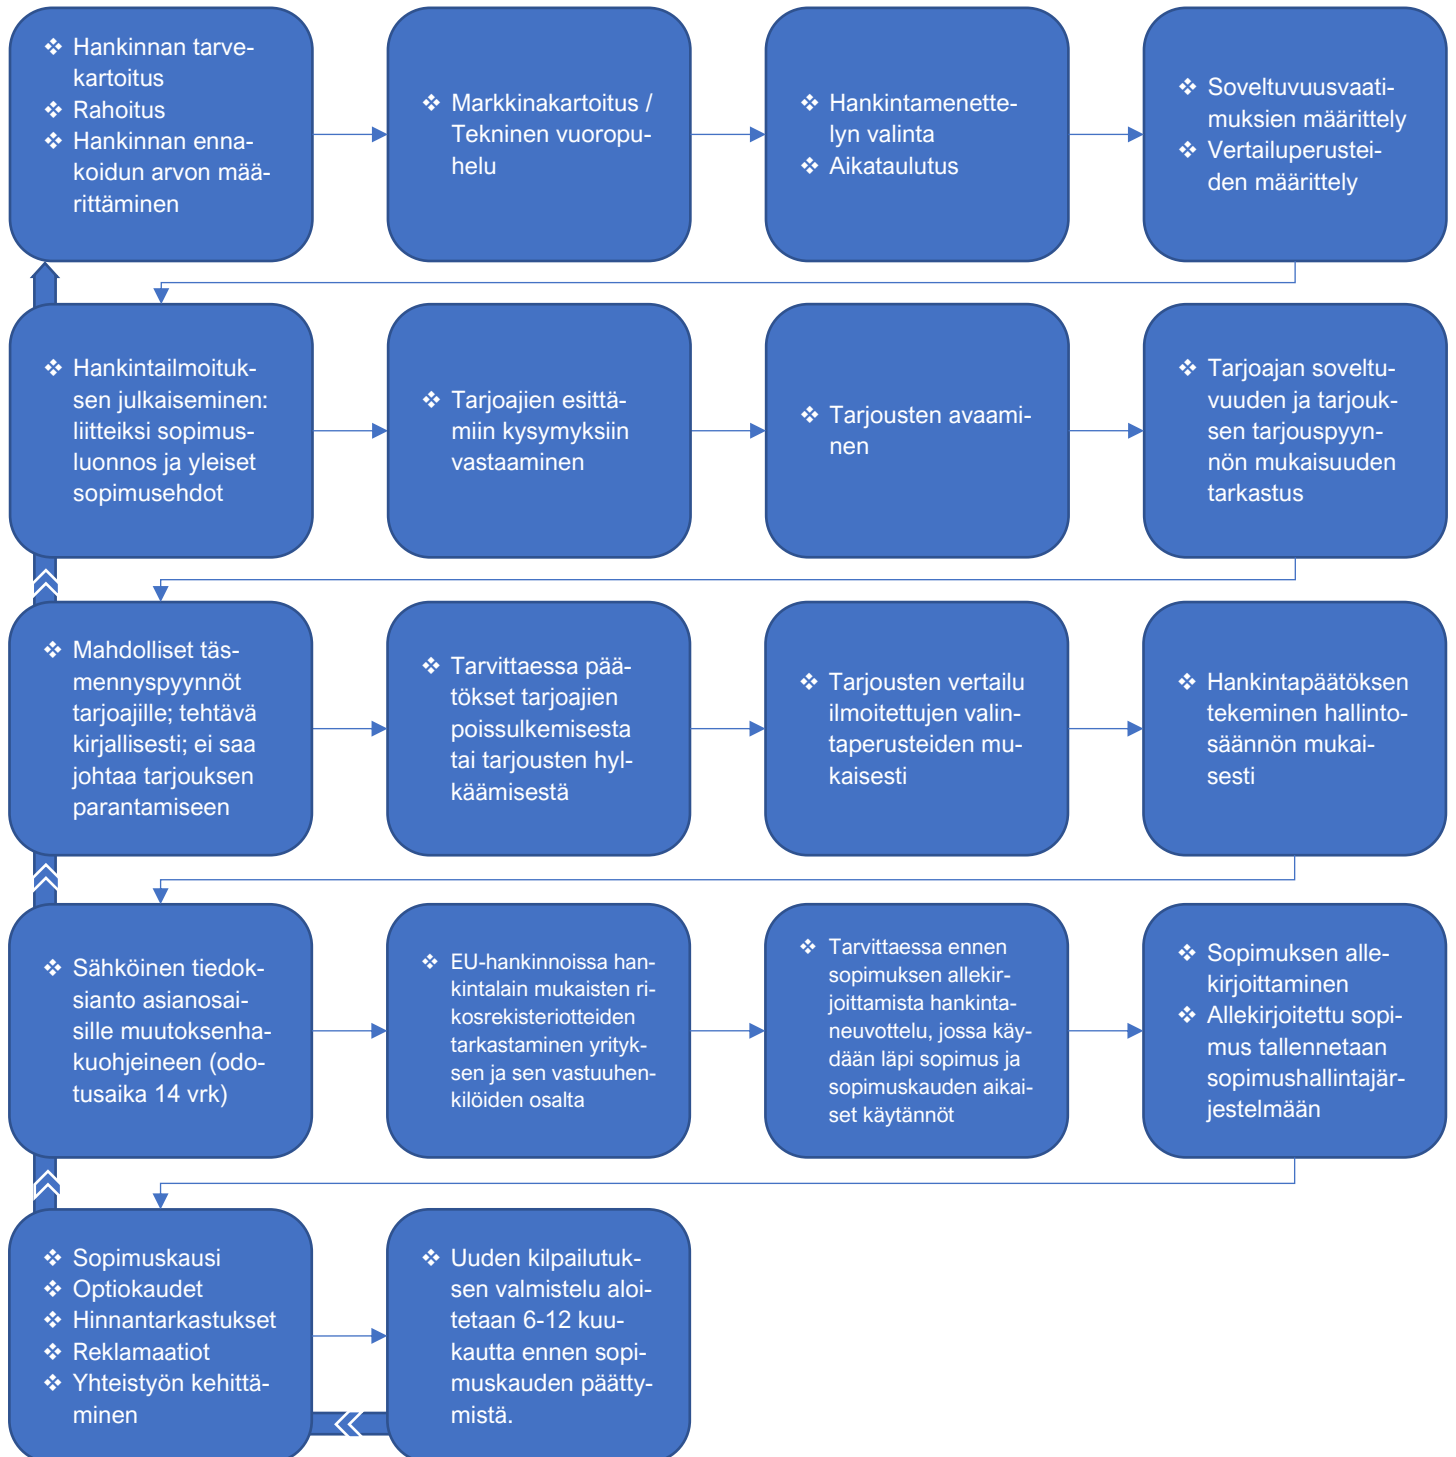 ❖ Hankinnan tarve-
kartoitus
❖ Rahoitus
❖ Hankinnan enna-
koidun arvon mää-
rittäminen
❖ Markkinakartoitus /
Tekninen vuoropu-
helu
❖ Hankintamenette-
lyn valinta
❖ Aikataulutus
❖ Soveltuvuusvaati-
muksien määrittely
❖ Vertailuperustei-
den määrittely
❖ Hankintailmoituk-
sen julkaiseminen:
liitteiksi sopimus-
luonnos ja yleiset
sopimusehdot
❖ Tarjoajien esittä-
miin kysymyksiin
vastaaminen
❖ Tarjousten avaami-
nen
❖ Tarjoajan soveltu-
vuuden ja tarjouk-
sen tarjouspyyn-
nön mukaisuuden
tarkastus
❖ Mahdolliset täs-
mennyspyynnöt
tarjoajille; tehtävä
kirjallisesti; ei saa
johtaa tarjouksen
parantamiseen
❖ Tarvittaessa pää-
tökset tarjoajien
poissulkemisesta
tai tarjousten hyl-
käämisestä
❖ Tarjousten vertailu
ilmoitettujen valin-
taperusteiden mu-
kaisesti
❖ Hankintapäätöksen
tekeminen hallinto-
säännön mukai-
sesti
❖ Sähköinen tiedok-
sianto asianosai-
sille muutoksenha-
kuohjeineen (odo-
tusaika 14 vrk)
❖ EU-hankinnoissa han-
kintalain mukaisten ri-
kosrekisteriotteiden
tarkastaminen yrityk-
sen ja sen vastuuhen-
kilöiden osalta
❖ Tarvittaessa ennen
sopimuksen allekir-
joittamista hankinta-
neuvottelu, jossa käy-
dään läpi sopimus ja
sopimuskauden aikai-
set käytännöt
❖ Sopimuksen alle-
kirjoittaminen
❖ Allekirjoitettu sopi-
mus tallennetaan
sopimushallintajär-
jestelmään
❖ Sopimuskausi
❖ Optiokaudet
❖ Hinnantarkastukset
❖ Reklamaatiot
❖ Yhteistyön kehittä-
minen
❖ Uuden kilpailutuk-
sen valmistelu aloi-
tetaan 6-12 kuu-
kautta ennen sopi-
muskauden päätty-
mistä.